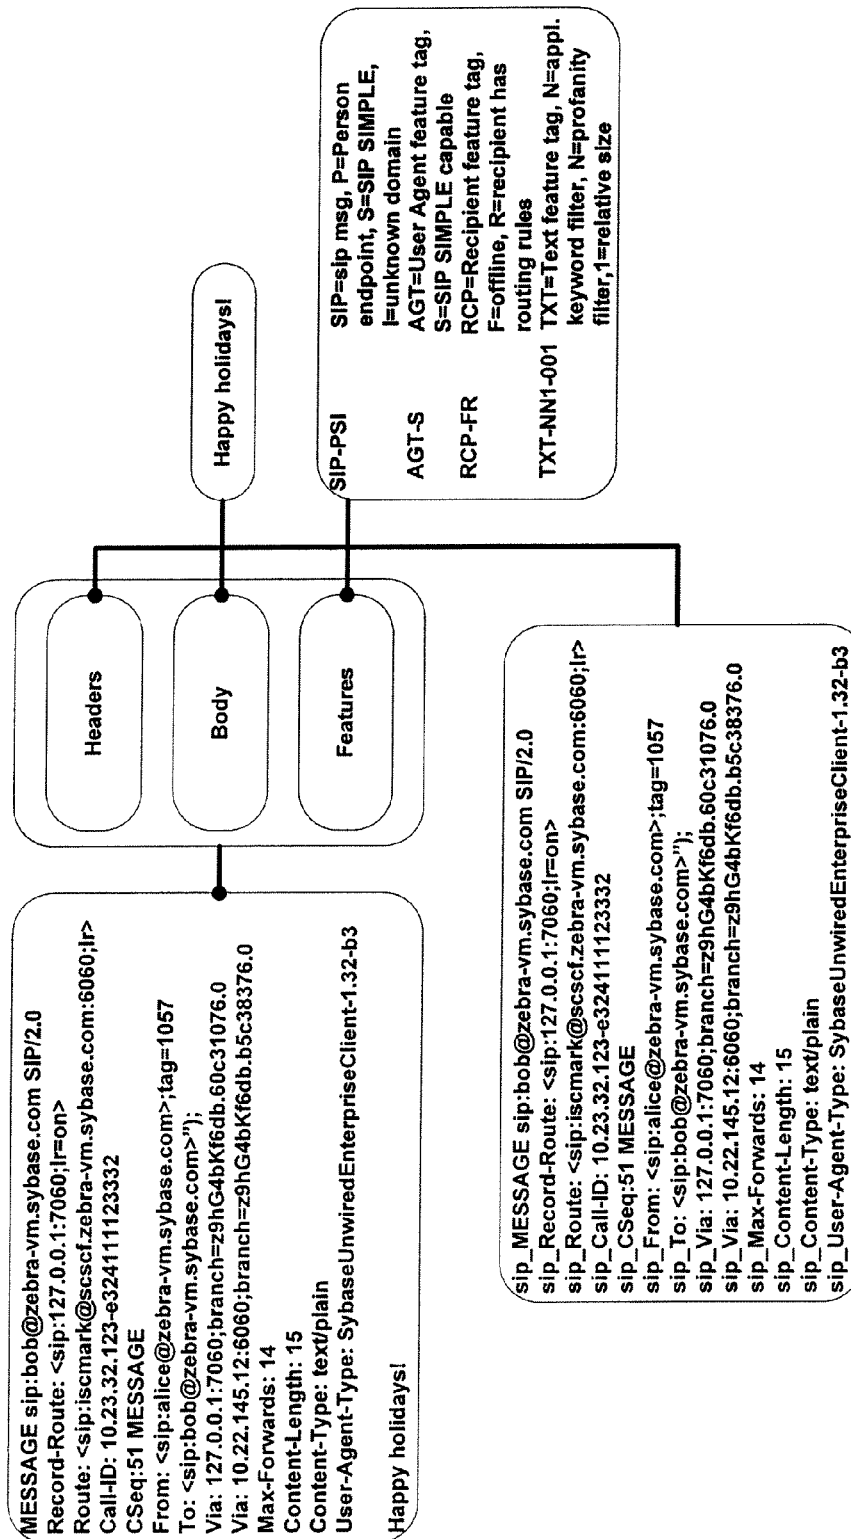 MESSAGE sip:bob@zebra-vm.sybase.com SIP/2.0
Record-Route: <sip:127.0.0.1:7060;lr=on>
Route: <sip:iscmark@scscf.zebra-vm.sybase.com:6060;lr>
Call-ID: 10.23.32.123-e324111123332
CSeq:51 MESSAGE
From: <sip:alice@zebra-vm.sybase.com>;tag=1057
To: <sip:bob@zebra-vm.sybase.com>");
Via: 127.0.0.1:7060;branch=z9hG4bKf6db.60c31076.0
Via: 10.22.145.12:6060;branch=z9hG4bKf6db.b5c38376.0
Max-Forwards: 14
Content-Length: 15
Content-Type: text/plain
User-Agent-Type: SybaseUnwiredEnterpriseClient-1.32-b3
Happy holidays!
Headers
Body
Features
Happy holidays!
SIP-PSI SIP=sip msg, P=Person
endpoint, S=SIP SIMPLE,
I=unknown domain
AGT-S AGT=User Agent feature tag,
S=SIP SIMPLE capable
RCP-FR RCP=Recipient feature tag,
F=offline, R=recipient has
routing rules
TXT-NN1-001 TXT=Text feature tag, N=appl.
keyword filter, N=profanity
filter,1=relative size
sip_MESSAGE sip:bob@zebra-vm.sybase.com SIP/2.0
sip_Record-Route: <sip:127.0.0.1:7060;lr=on>
sip_Route: <sip:iscmark@scscf.zebra-vm.sybase.com:6060;lr>
sip_Call-ID: 10.23.32.123-e324111123332
sip_CSeq:51 MESSAGE
sip_From: <sip:alice@zebra-vm.sybase.com>;tag=1057
sip_To: <sip:bob@zebra-vm.sybase.com>");
sip_Via: 127.0.0.1:7060;branch=z9hG4bKf6db.60c31076.0
sip_Via: 10.22.145.12:6060;branch=z9hG4bKf6db.b5c38376.0
sip_Max-Forwards: 14
sip_Content-Length: 15
sip_Content-Type: text/plain
sip_User-Agent-Type: SybaseUnwiredEnterpriseClient-1.32-b3